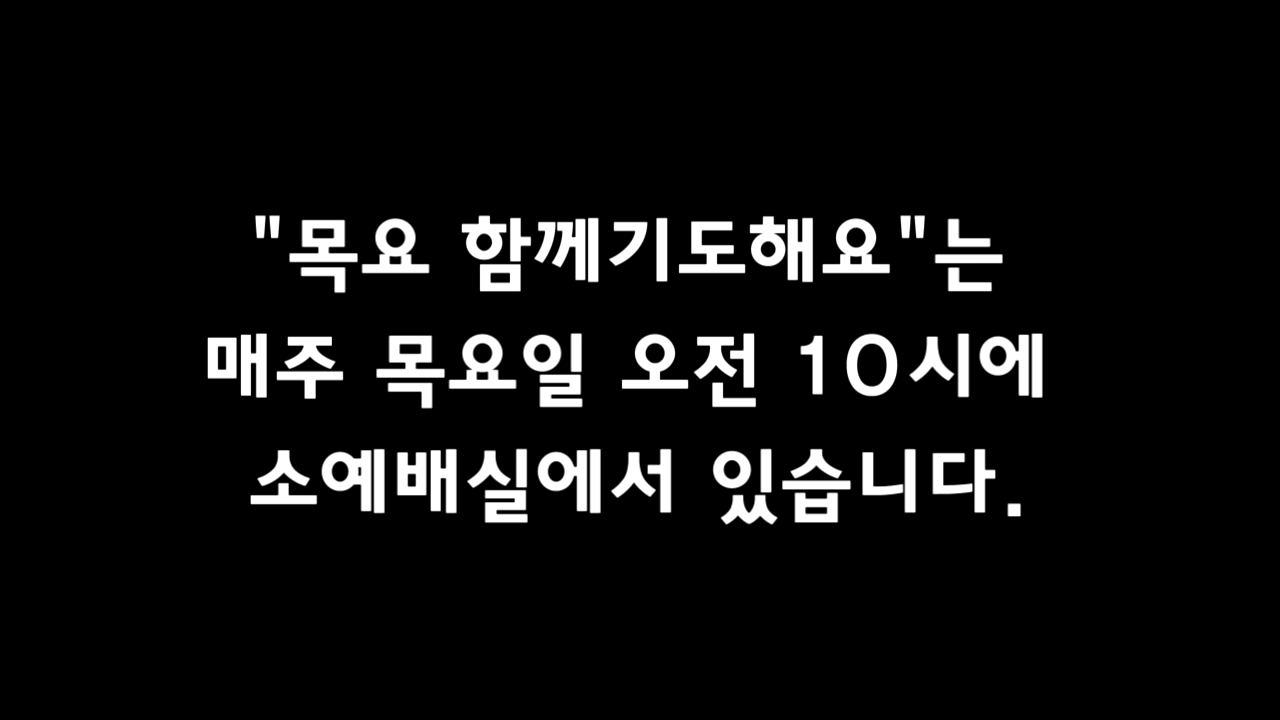 "목요 함께기도해요"는
매주 목요일 오전 10시에
소예배실에서 있습니다.